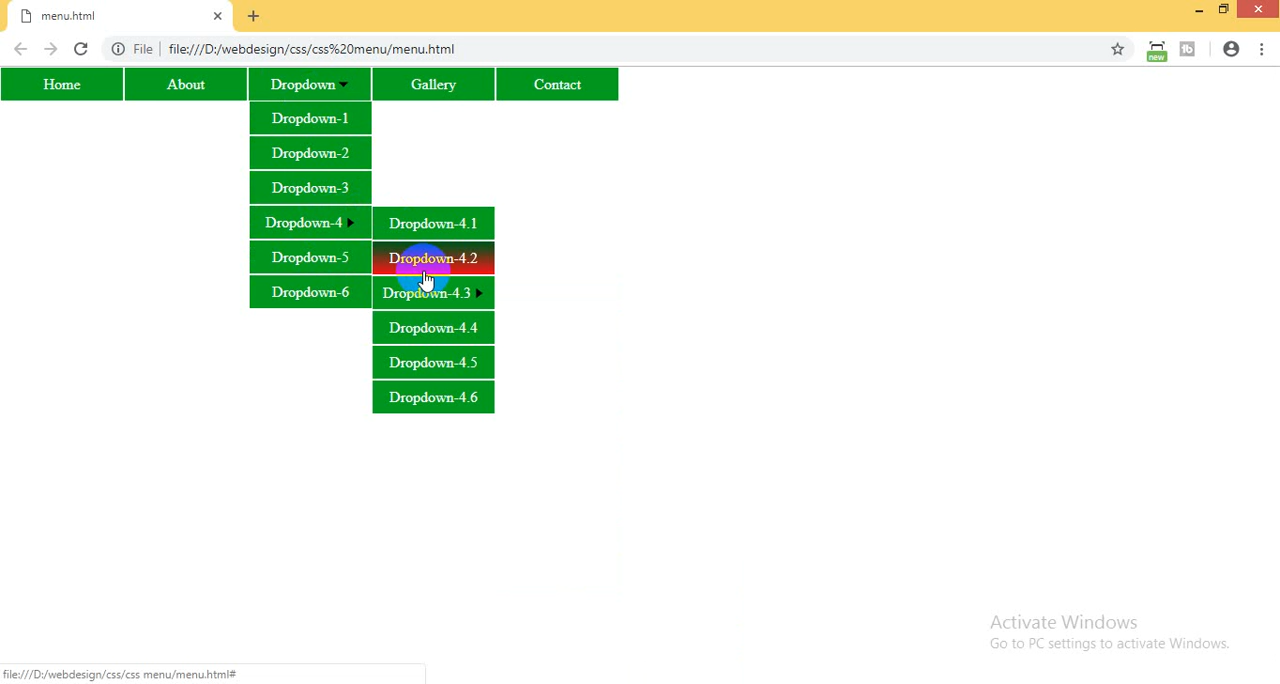 menu.html
File file:///D:/webdesign/css/css%20menu/menu.html
new
Home About Dropdown Gallery Contact
Dropdown-1
Dropdown-2
Dropdown-3
Dropdown-4 Dropdown-4.1
Dropdown-5 Dropdown-4.2
Dropdown-6 Dropdown-4.3
Dropdown-4.4
Dropdown-4.5
Dropdown-4.6
Activate Windows
Go to PC settings to activate Windows.
file:///D:/webdesign/css/css menu/menu.html#